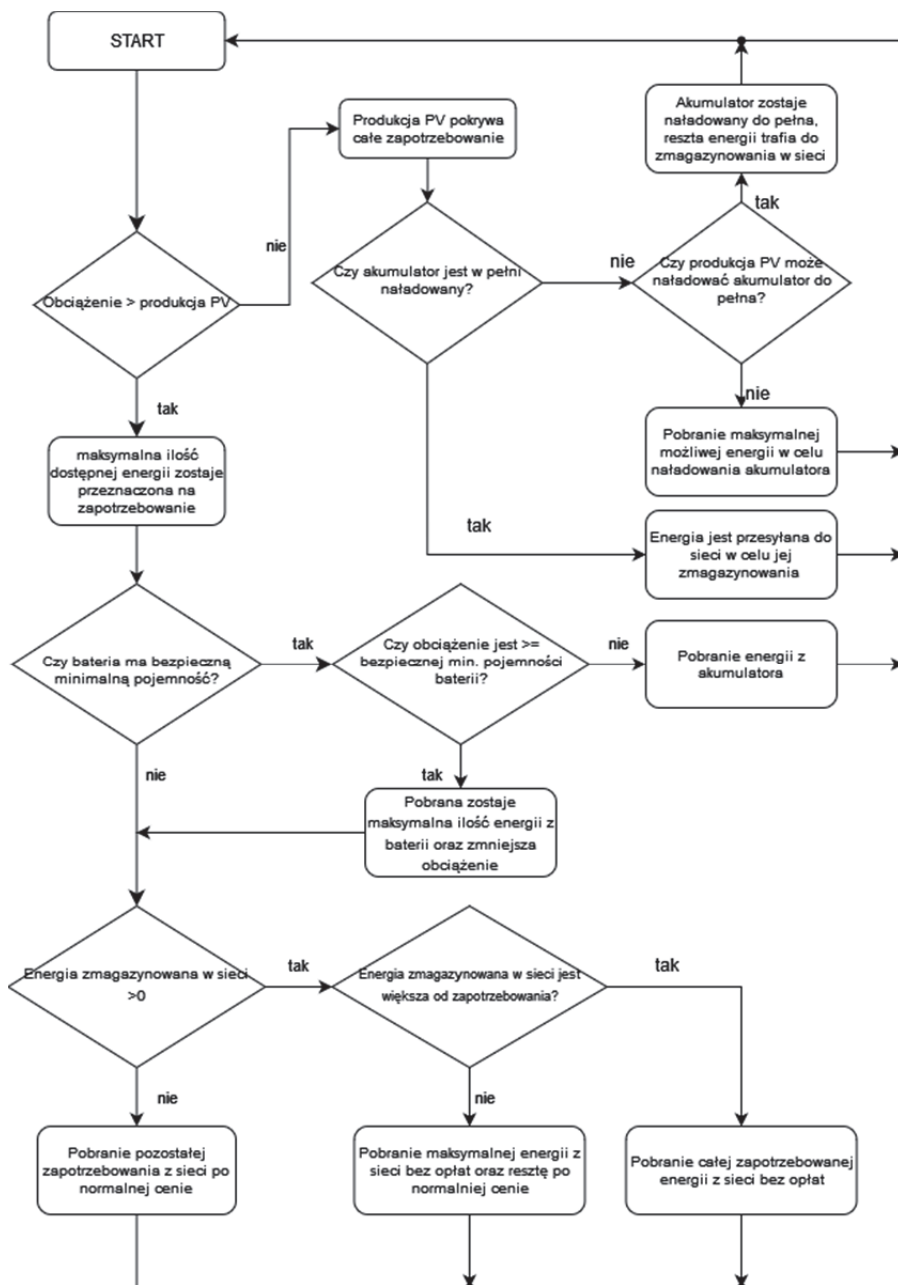 START
Produkcja PV pokrywa
całe zapotrzebowanie
Akumulator zostaje
naładowany do pełna,
reszta energii trafia do
zmagazynowania w sieci
tak
nie
Czy akumulator jest w pełni
naładowany?
nie
Czy produkcja PV może
naładować akumulator do
pełna?
Obciążenie > produkcja PV
nie
tak
maksymalna ilość
dostępnej energii zostaje
przeznaczona na
zapotrzebowanie
Pobranie maksymalnej
możliwej energii w celu
naładowania akumulatora
tak
Energia jest przesyłana do
sieci w celu jej
zmagazynowania
Czy bateria ma bezpieczną
minimalną pojemność?
tak
Czy obciążenie jest >=
bezpiecznej min. pojemności
baterii?
nie
Pobranie energii z
akumulatora
nie
tak
Pobrana zostaje
maksymalna ilość energii z
baterii oraz zmniejsza
obciążenie
Energia zmagazynowana w sieci
>0
tak
Energia zmagazynowana w sieci jest
większa od zapotrzebowania?
tak
nie
nie
Pobranie pozostałej
zapotrzebowania z sieci po
normalnej cenie
Pobranie maksymalnej energii z
sieci bez opłat oraz resztę po
normalniej cenie
Pobranie całej zapotrzebowanej
energii z sieci bez opłat